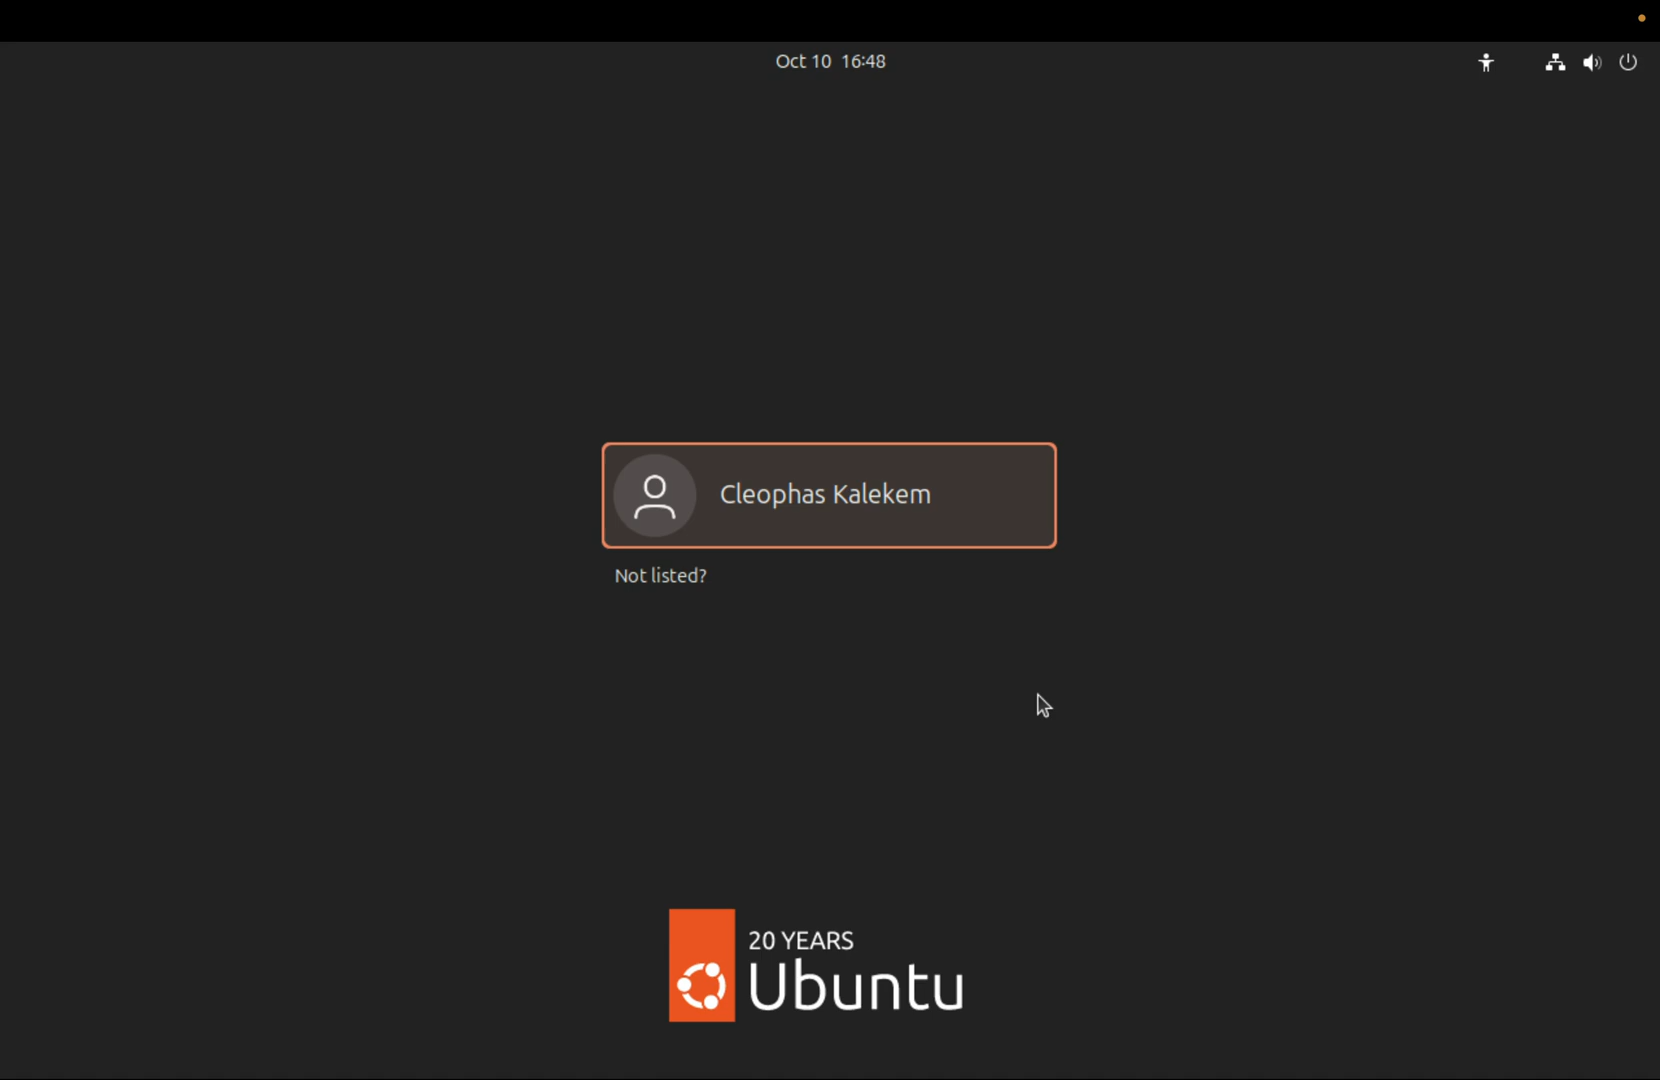 Oct 10 16:48
Cleophas Kalekem
Not listed?
20 YEARS
Ubuntu